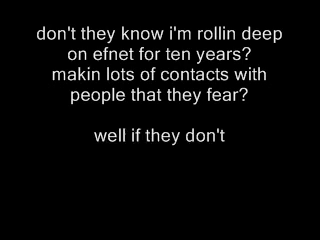 don't they know i'm rollin deep
on efnet for ten years?
makin lots of contacts with
people that they fear?
well if they don't